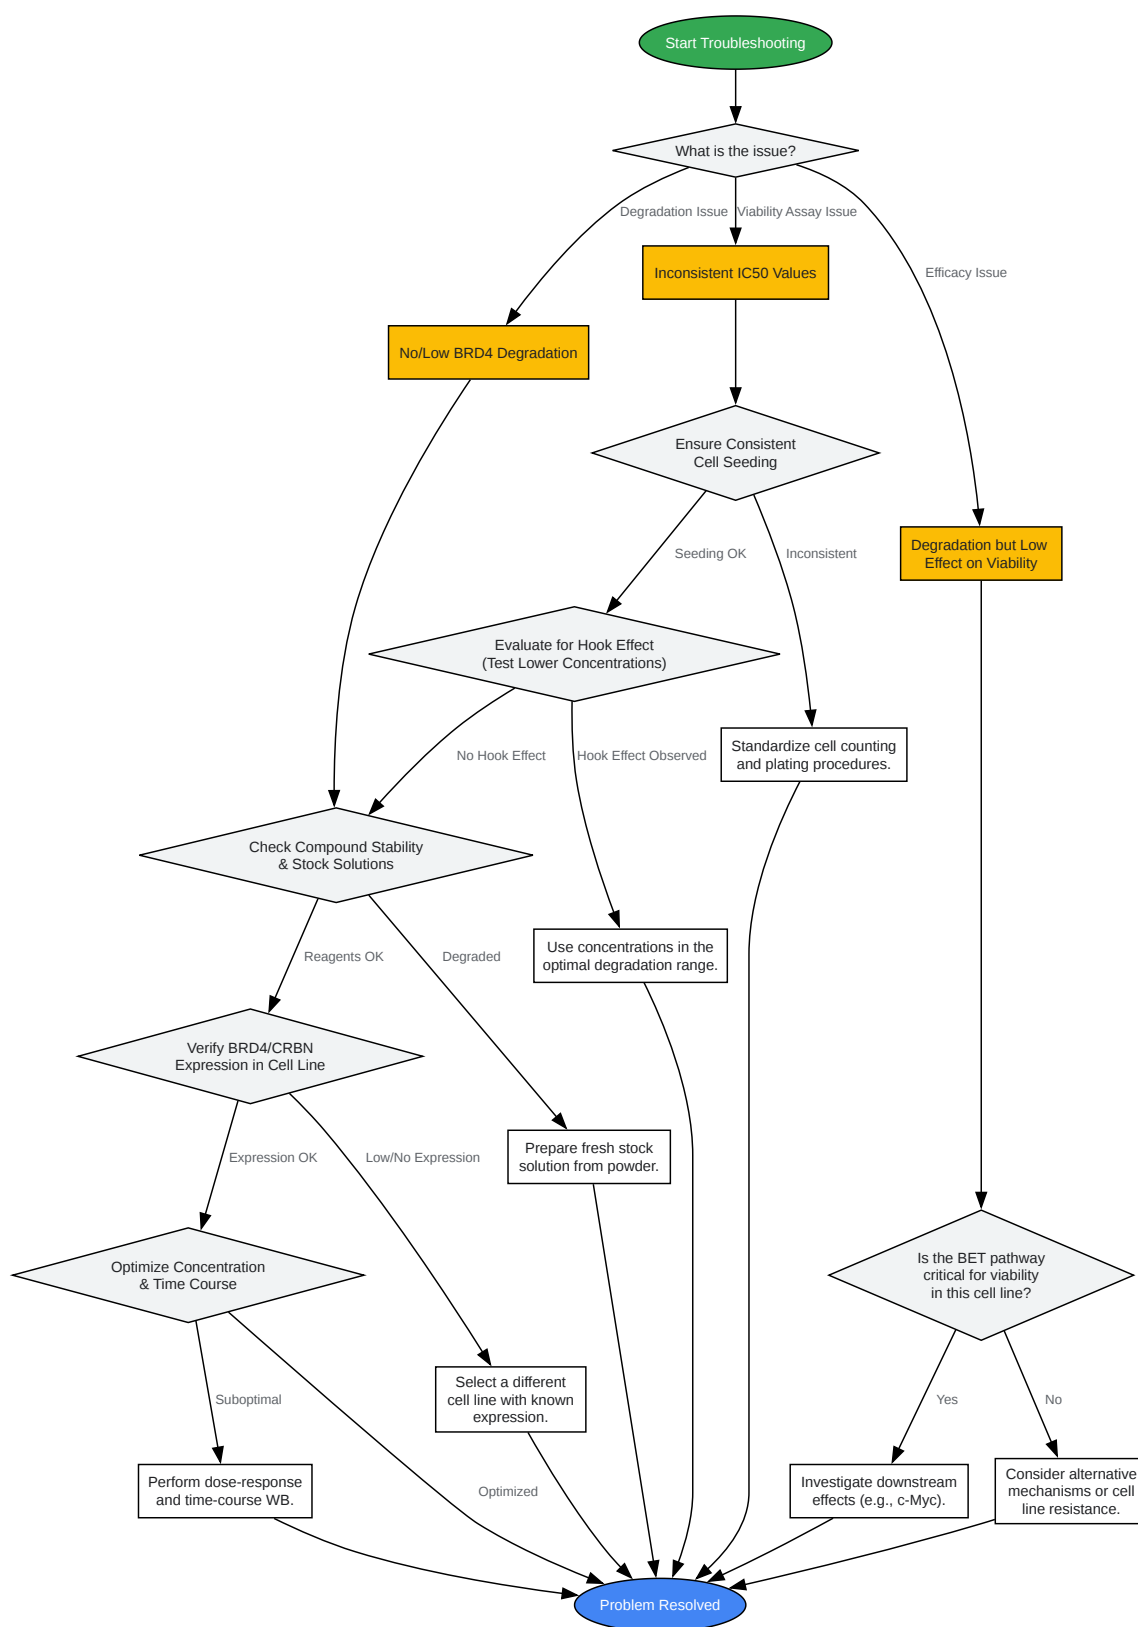 Start Troubleshooting
What is the issue?
Degradation Issue
Viability Assay Issue
Efficacy Issue
Inconsistent IC50 Values
No/Low BRD4 Degradation
Ensure Consistent
Cell Seeding
Degradation but Low
Effect on Viability
Seeding OK
Inconsistent
Evaluate for Hook Effect
(Test Lower Concentrations)
No Hook Effect
Hook Effect Observed
Standardize cell counting
and plating procedures.
Check Compound Stability
& Stock Solutions
Reagents OK
Degraded
Use concentrations in the
optimal degradation range.
Verify BRD4/CRBN
Expression in Cell Line
Expression OK
Low/No Expression
Prepare fresh stock
solution from powder.
Optimize Concentration
& Time Course
Is the BET pathway
critical for viability
in this cell line?
Suboptimal
Select a different
cell line with known
expression.
Yes
No
Optimized
Perform dose-response
and time-course WB.
Investigate downstream
effects (e.g., c-Myc).
Consider alternative
mechanisms or cell
line resistance.
Problem Resolved